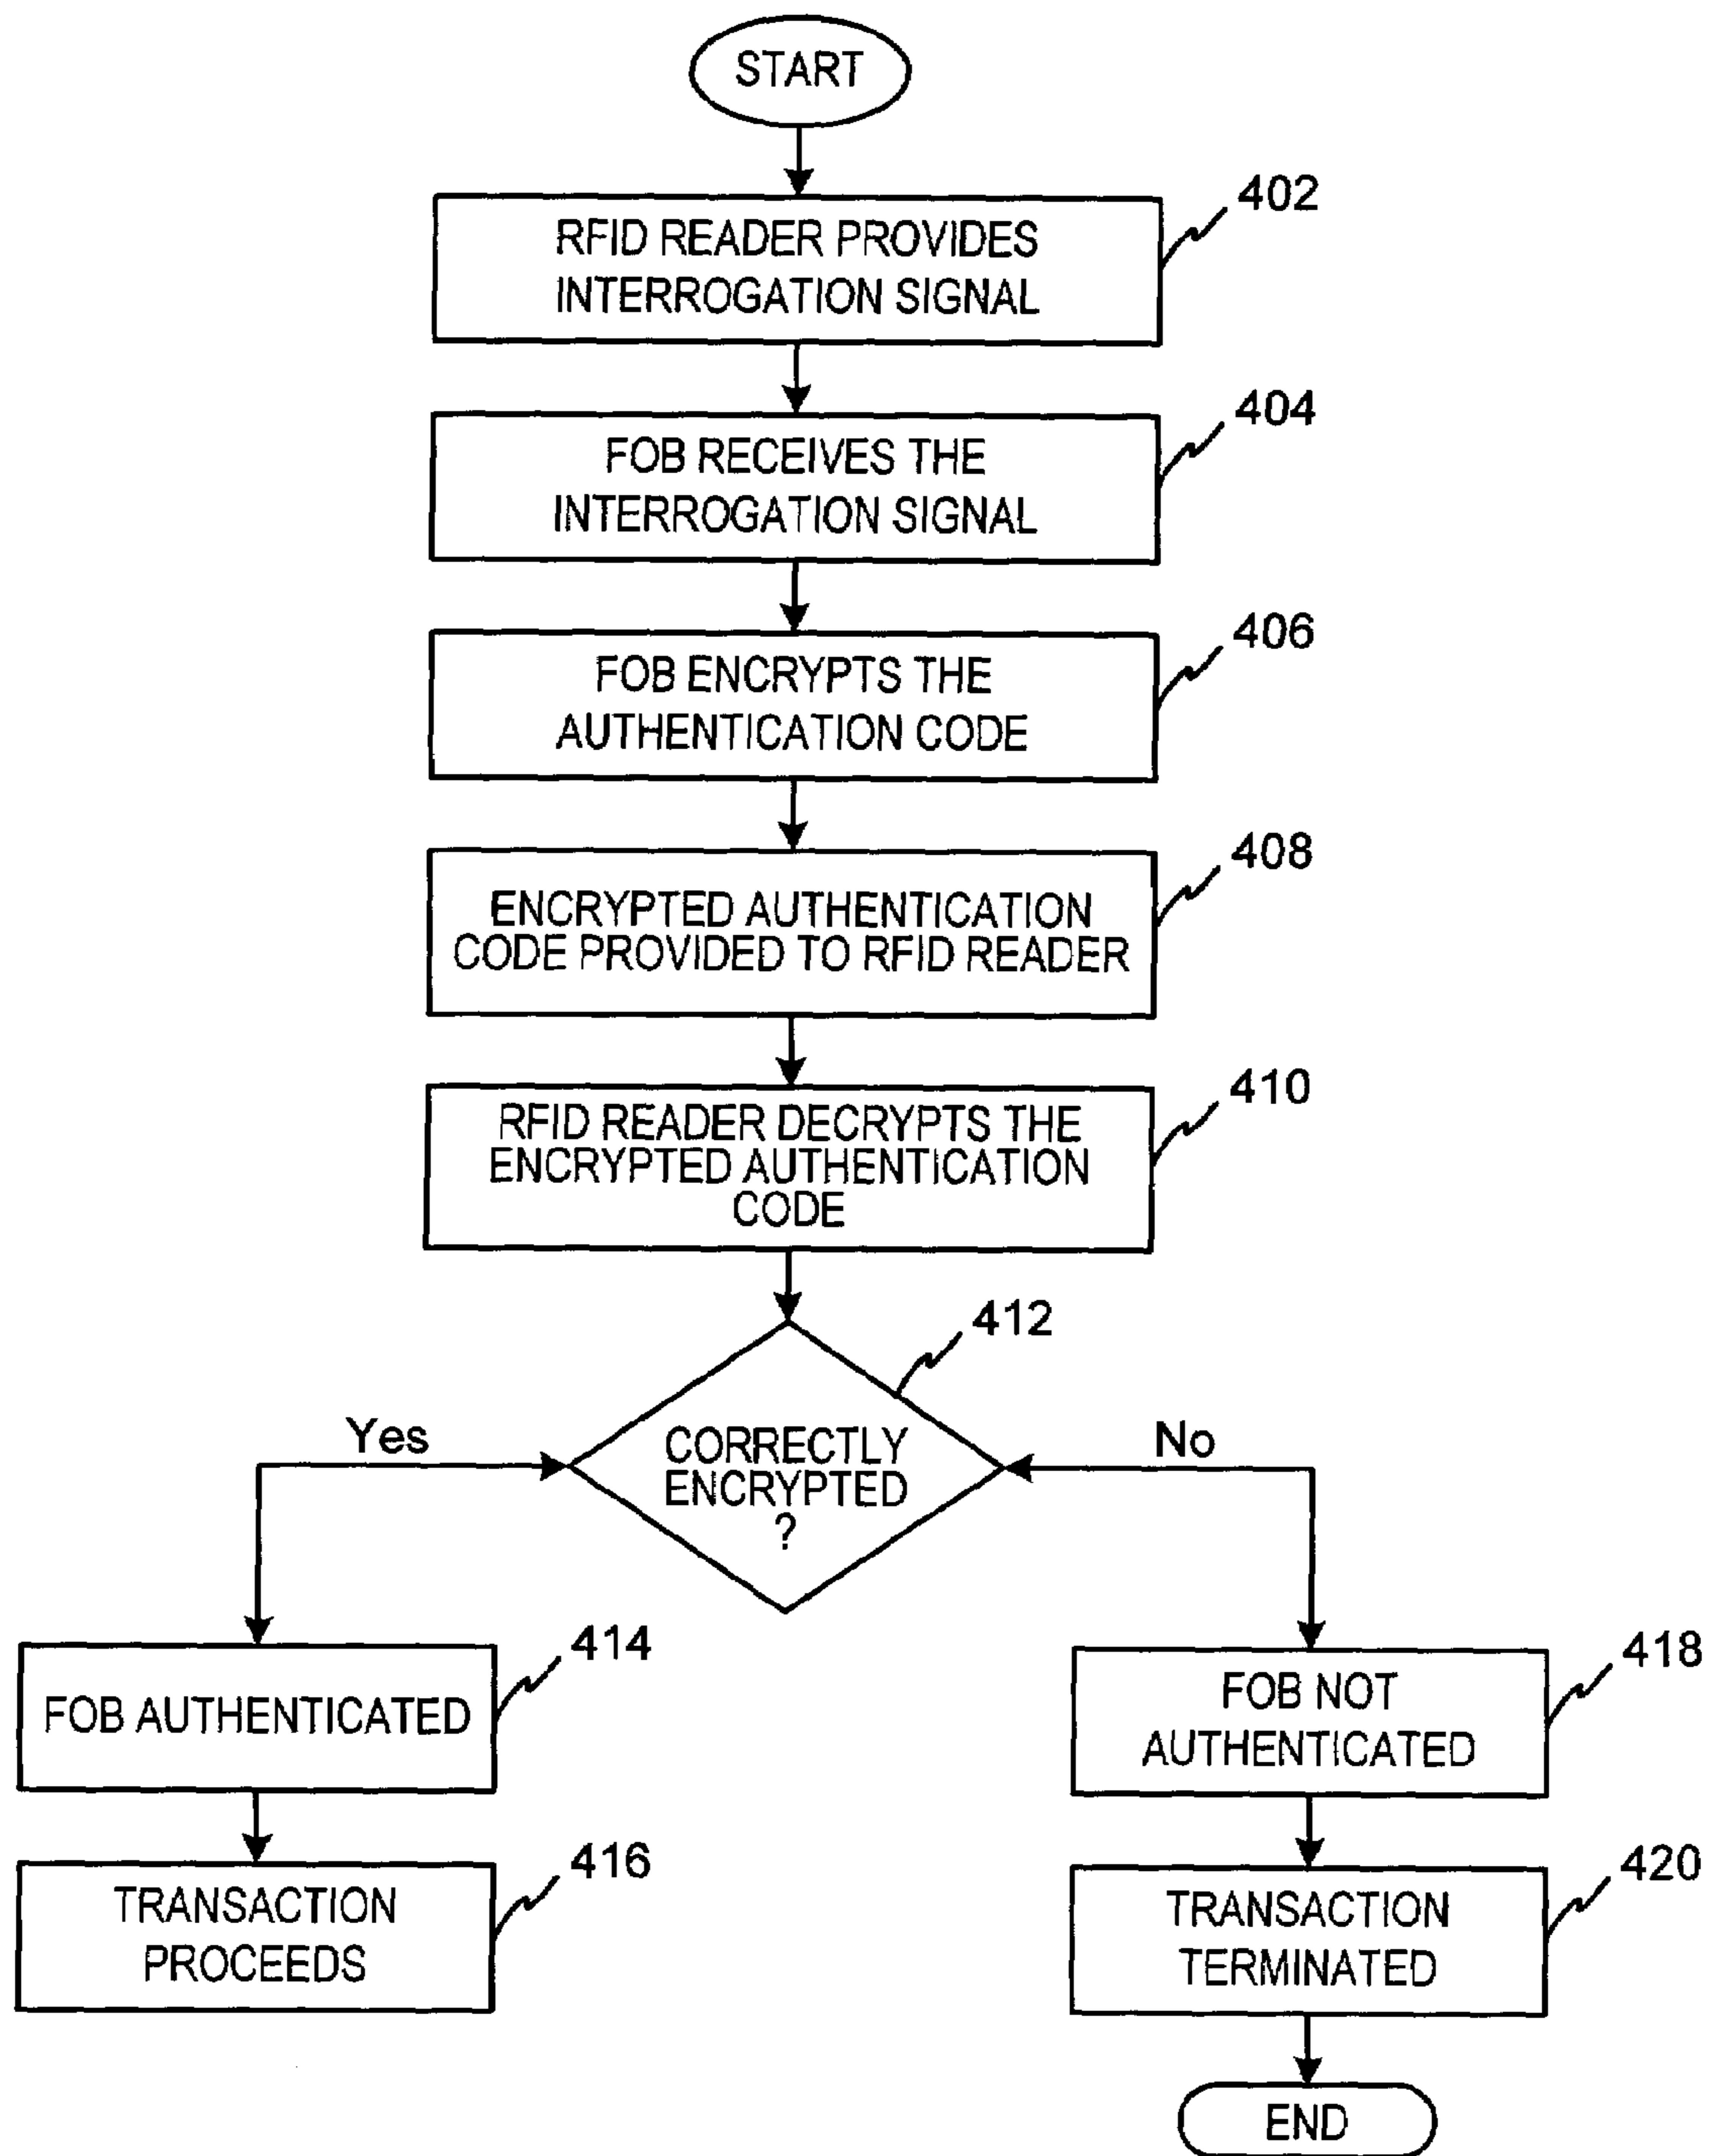 START
402
RFID READER PROVIDES
INTERROGATION SIGNAL
404
FOB RECEIVES THE
INTERROGATION SIGNAL
406
FOB ENCRYPTS THE
AUTHENTICATION CODE
408
ENCRYPTED AUTHENTICATION
CODE PROVIDED TO RFID READER
410
RFID READER DECRYPTS THE
ENCRYPTED AUTHENTICATION
CODE
412
CORRECTLY
ENCRYPTED
?
Yes
No
414
FOB AUTHENTICATED
416
TRANSACTION
PROCEEDS
418
FOB NOT
AUTHENTICATED
420
TRANSACTION
TERMINATED
END